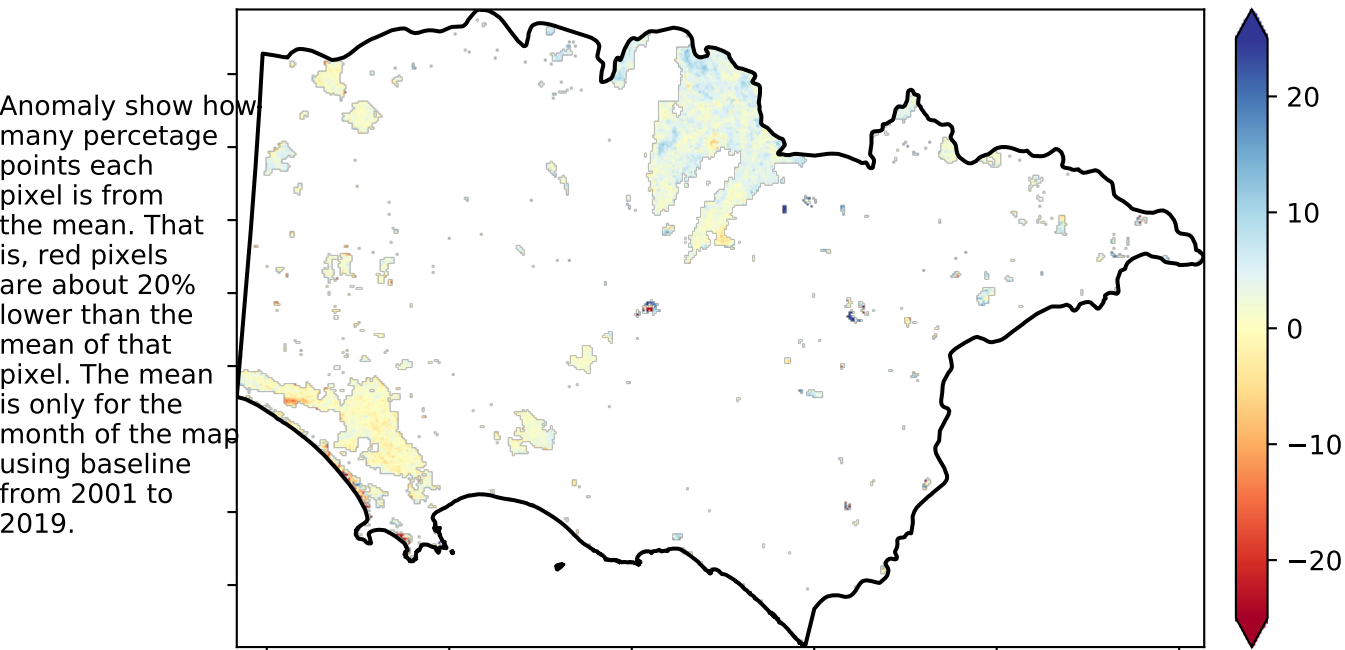 Anomaly show how
many percetage
points each
pixel is from
the mean. That
is, red pixels
are about 20%
lower than the
mean of that
pixel. The mean
is only for the
month of the map
using baseline
from 2001 to
2019.
20
10
0
−10
−20